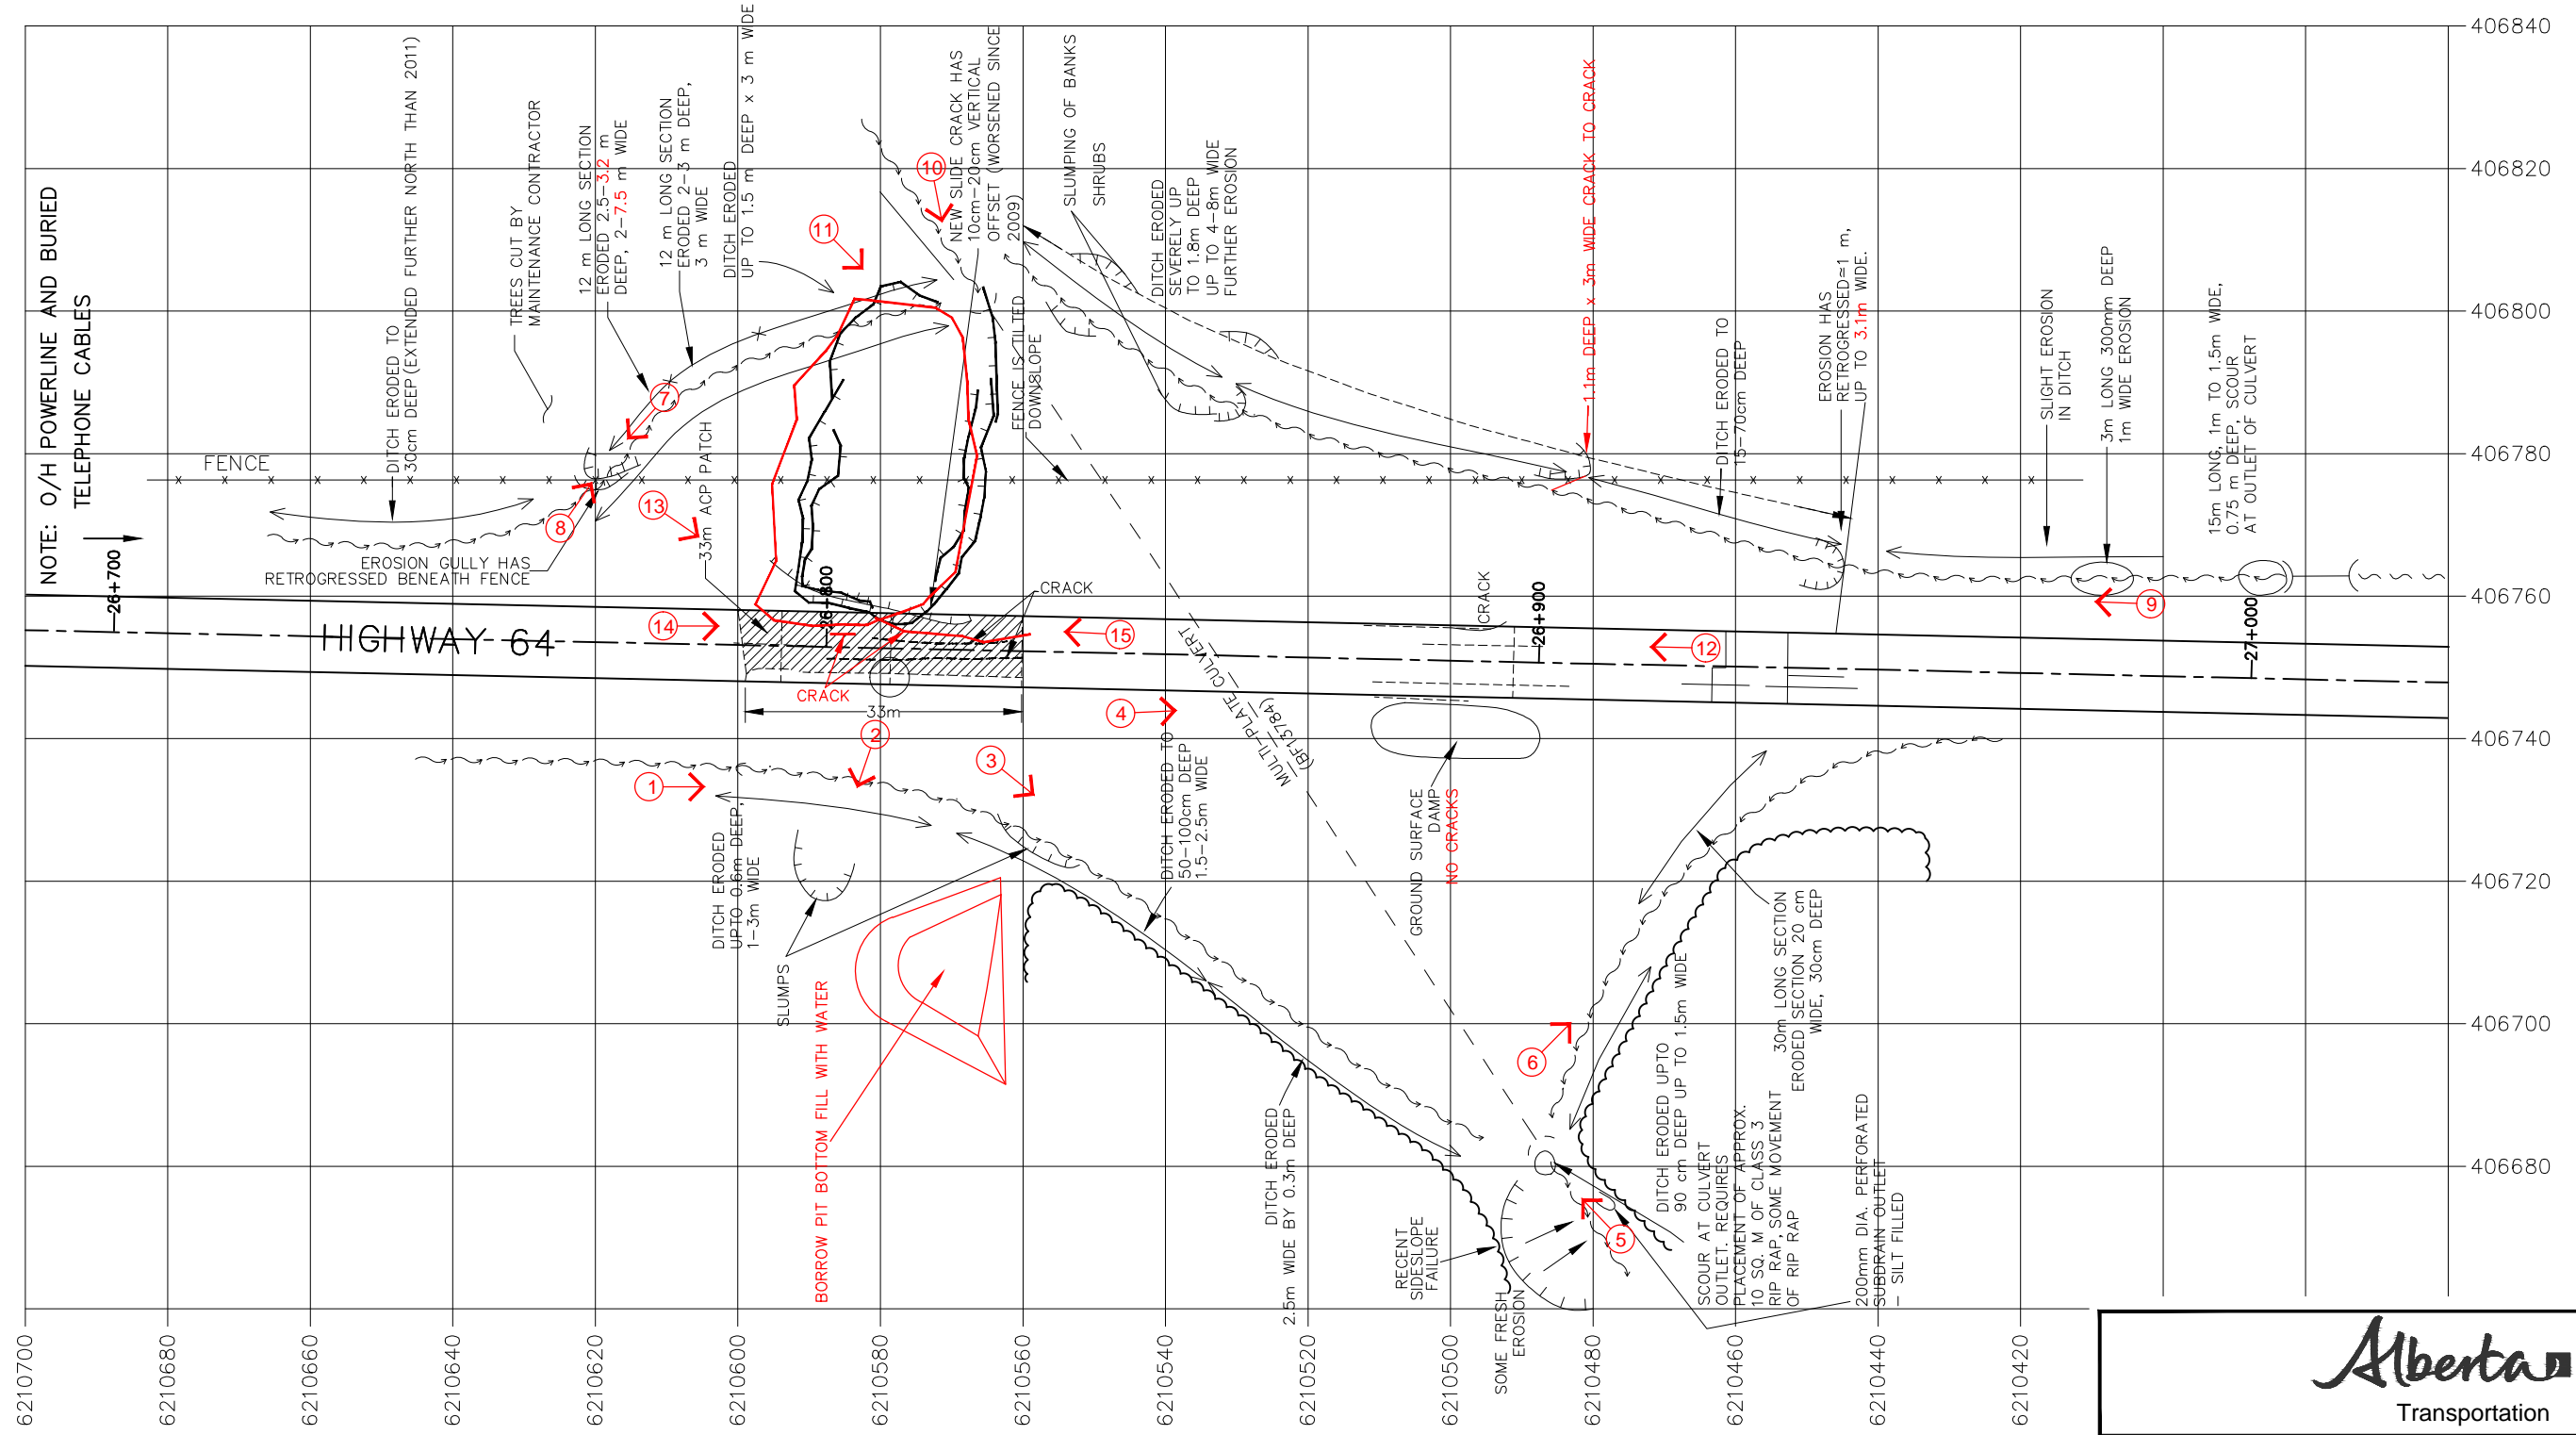 NOTE: O/H POWERLINE AND BURIED
TELEPHONE CABLES
DITCH ERODED TO
30cm DEEP (EXTENDED FURTHER NORTH THAN 2011)
TREES CUT BY
MAINTENANCE CONTRACTOR
12 m LONG SECTION
ERODED 2.5-3.2 m
DEEP, 2-7.5 m WIDE
12 m LONG SECTION
ERODED 2-3 m DEEP,
3 m WIDE
DITCH ERODED
UP TO 1.5 m DEEP x 3 m WIDE
NEW SLIDE CRACK HAS
10cm-20cm VERTICAL
OFFSET (WORSENED SINCE
2009)
FENCE IS TILTED
DOWNSLOPE
SLUMPING OF BANKS
SHRUBS
DITCH ERODED
SEVERELY UP
TO 1.8m DEEP
UP TO 4-8m WIDE
FURTHER EROSION
1.1m DEEP x 3m WIDE CRACK TO CRACK
DITCH ERODED TO
15-70cm DEEP
EROSION HAS
RETROGRESSED≃1 m,
UP TO 3.1m WIDE.
SLIGHT EROSION
IN DITCH
3m LONG 300mm DEEP
1m WIDE EROSION
15m LONG, 1m TO 1.5m WIDE,
0.75 m DEEP, SCOUR
AT OUTLET OF CULVERT
406840
406820
406800
406780
406760
406740
406720
406700
406680
10
11
7
8
13
14
15
12
9
4
2
3
1
6
5
FENCE
EROSION GULLY HAS
RETROGRESSED BENEATH FENCE
33m ACP PATCH
CRACK
CRACK
26+700
26+800
26+900
27+000
HIGHWAY 64
CRACK
33m
MULTI-PLATE CULVERT
(BF13784)
DITCH ERODED
UPTO 0.6m DEEP,
1-3m WIDE
SLUMPS
BORROW PIT BOTTOM FILL WITH WATER
DITCH ERODED TO
50-100cm DEEP
1.5-2.5m WIDE
GROUND SURFACE
DAMP
NO CRACKS
DITCH ERODED
2.5m WIDE BY 0.3m DEEP
RECENT
SIDESLOPE
FAILURE
SOME FRESH
EROSION
DITCH ERODED UPTO
90 cm DEEP UP TO 1.5m WIDE
30m LONG SECTION
ERODED SECTION 20 cm
WIDE, 30cm DEEP
SCOUR AT CULVERT
OUTLET. REQUIRES
PLACEMENT OF APPROX.
10 SQ. M OF CLASS 3
RIP RAP, SOME MOVEMENT
OF RIP RAP
200mm DIA. PERFORATED
SUBDRAIN OUTLET
- SILT FILLED
6210700
6210680
6210660
6210640
6210620
6210600
6210580
6210560
6210540
6210520
6210500
6210480
6210460
6210440
6210420
Alberta
Transportation